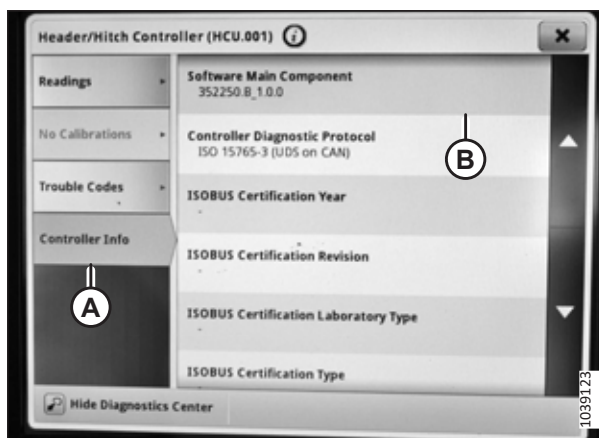 Header/Hitch Controller (HCU.001) i
Readings
No Calibrations
Trouble Codes
Controller Info
A
Software Main Component
352250.B_1.0.0
B
Controller Diagnostic Protocol
ISO 15765-3 (UDS on CAN)
ISOBUS Certification Year
-
ISOBUS Certification Revision
-
ISOBUS Certification Laboratory Type
-
ISOBUS Certification Type
Hide Diagnostics Center
1039123